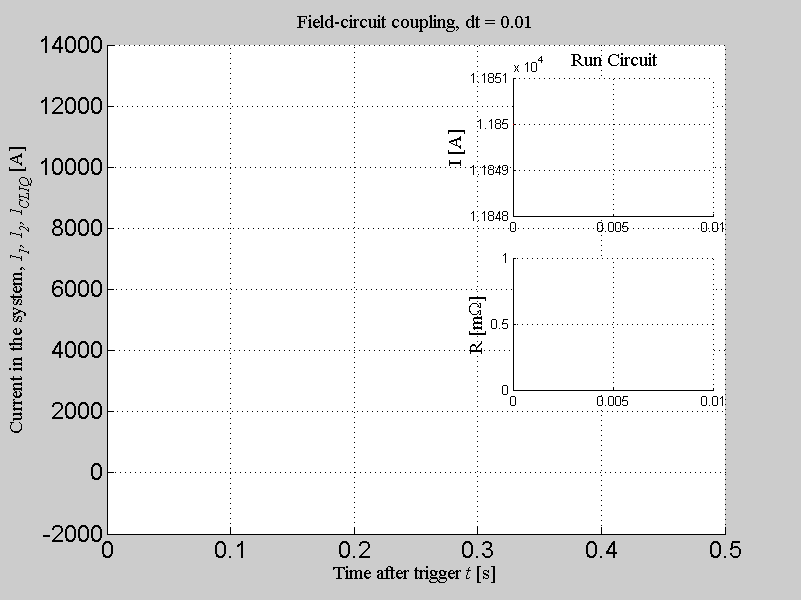 Field-circuit coupling, dt = 0.01
14000
12000
10000
8000
6000
4000
2000
0
-2000
Current in the system, I1, I2, ICLIQ [A]
0 0.1 0.2 0.3 0.4 0.5
Time after trigger t [s]
Run Circuit
x 10^4
1.1851
1.185
1.1849
1.1848
I [A]
0 0.005 0.01
1
0.5
0
R [mΩ]
0 0.005 0.01